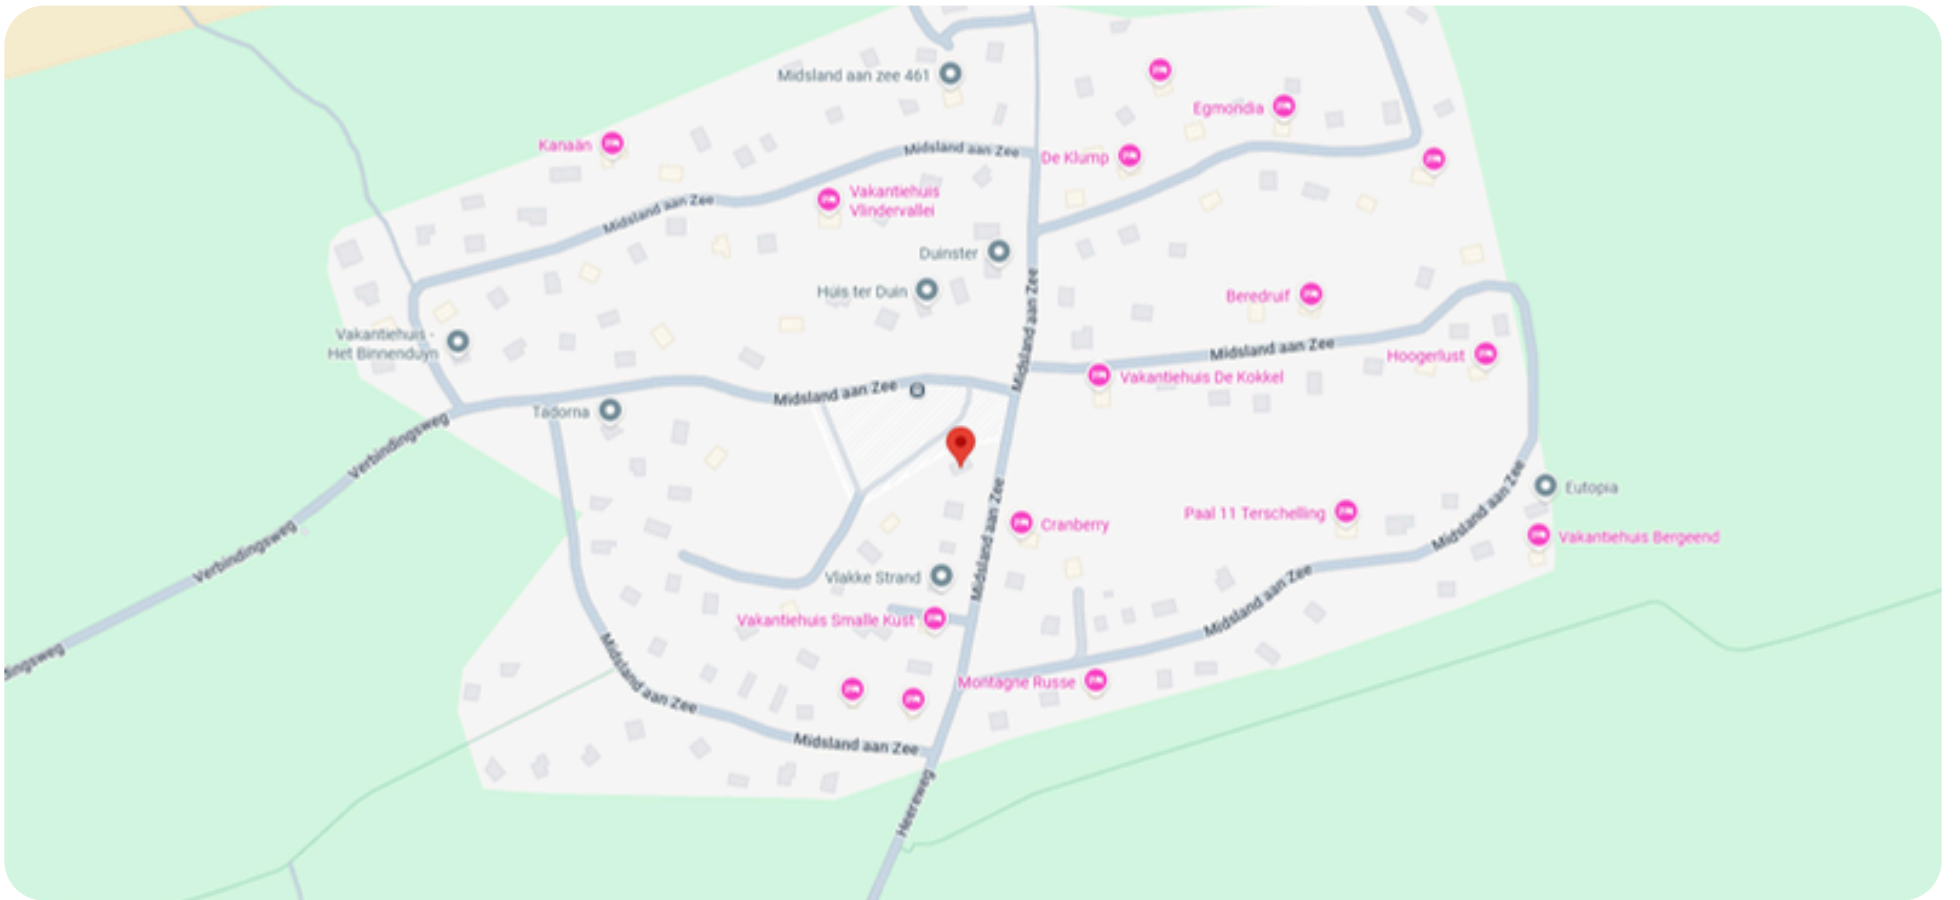 Midsland aan zee 461
Egmondia
Kanaän
Midsland aan Zee
De Klump
Vakantiehuis
Vlindervallei
Midsland aan Zee
Duinster
Huis ter Duin
Beredruif
Midsland aan Zee
Vakantiehuis -
Het Binnenduyn
Midsland aan Zee
Hoogerlust
Vakantiehuis De Kokkel
Midsland aan Zee
Tadorna
Verbindingsweg
Eutopia
Midsland aan Zee
Paal 11 Terschelling
Cranberry
Midsland aan Zee
Vakantiehuis Bergeend
Verbindingsweg
Vlakke Strand
Midsland aan Zee
Vakantiehuis Smalle Kust
dingsweg
Midsland aan Zee
Montagne Russe
Midsland aan Zee
Heereweg